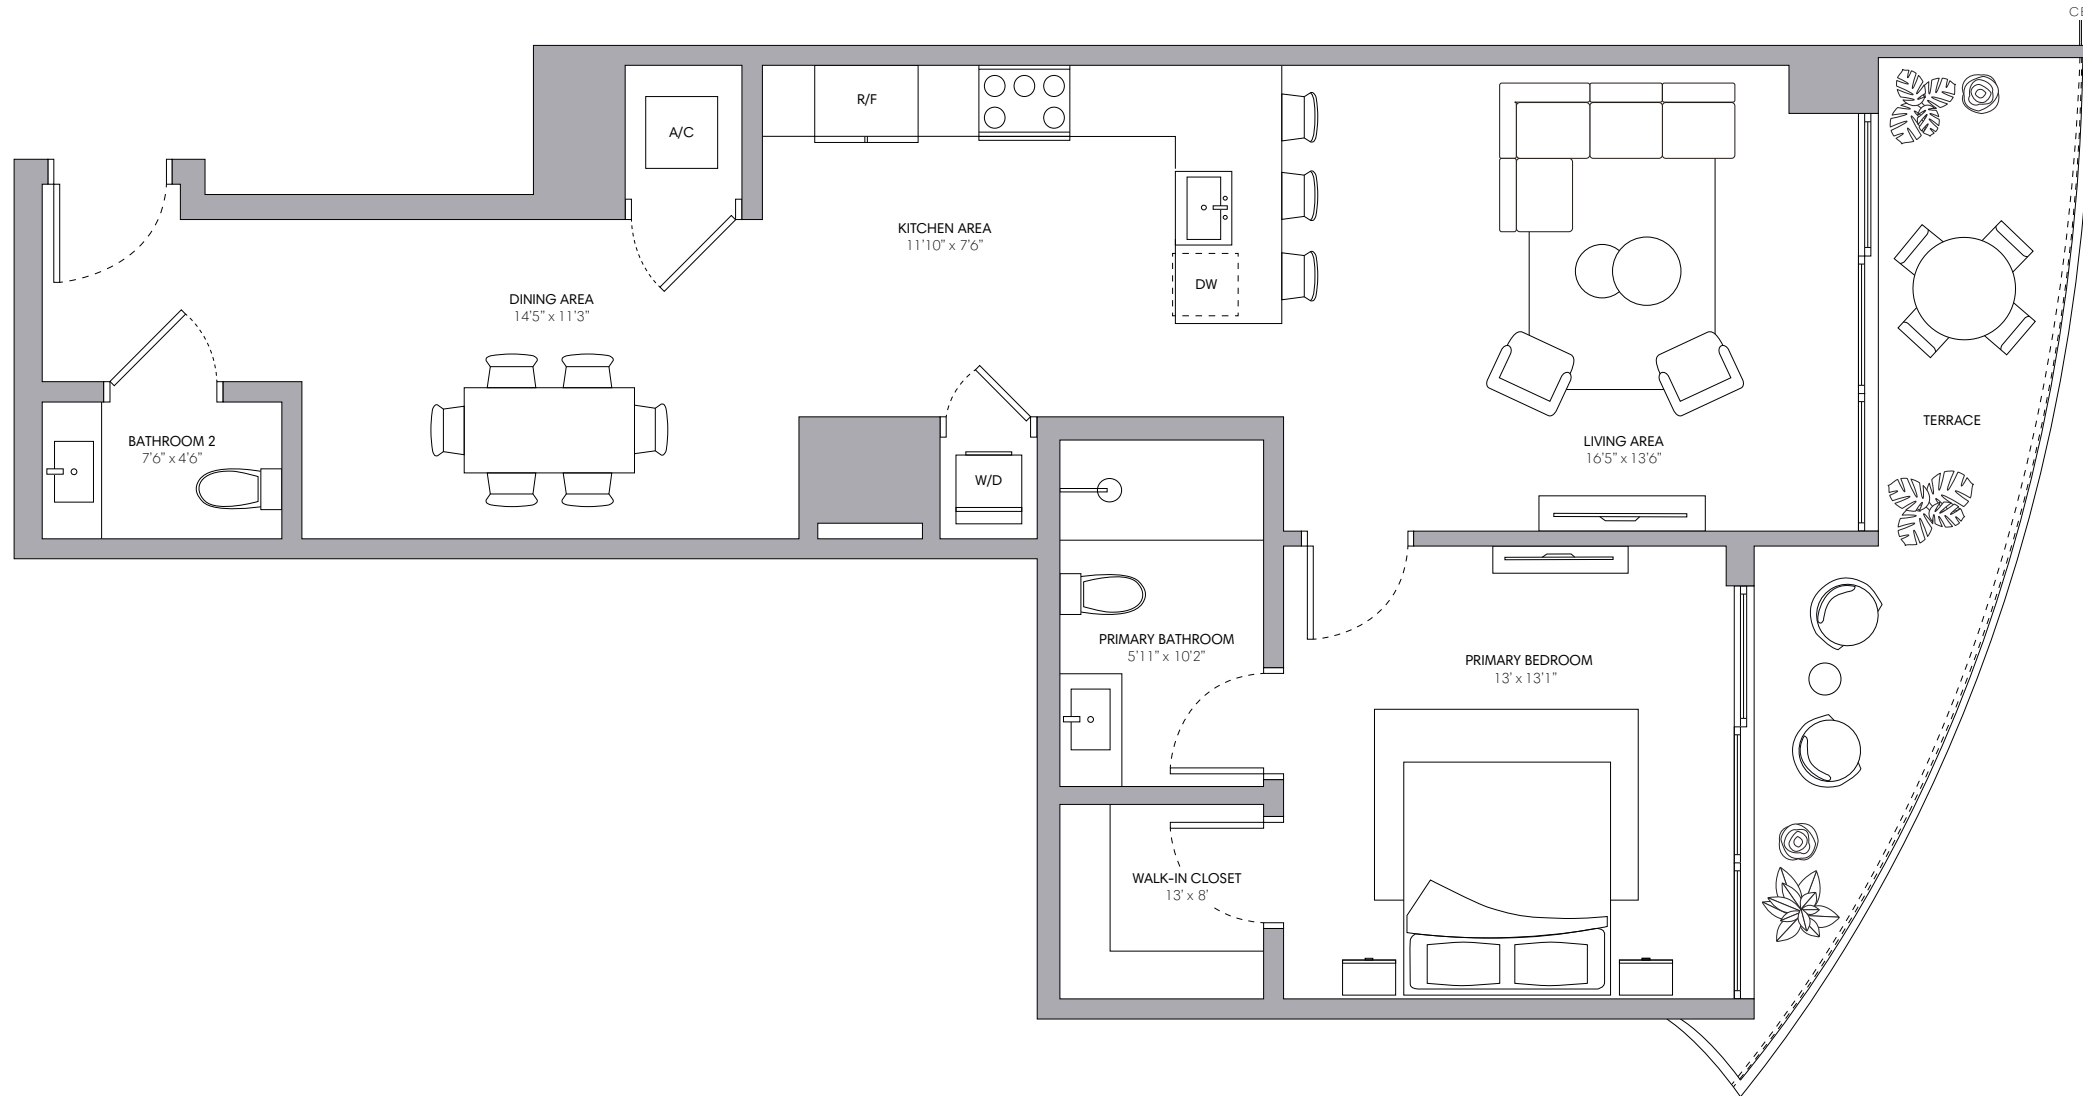 A/C
R/F
KITCHEN AREA
11'10" x 7'6"
DW
DINING AREA
14'5" x 11'3"
BATHROOM 2
7'6" x 4'6"
W/D
LIVING AREA
16'5" x 13'6"
TERRACE
PRIMARY BATHROOM
5'11" x 10'2"
PRIMARY BEDROOM
13' x 13'1"
WALK-IN CLOSET
13' x 8'